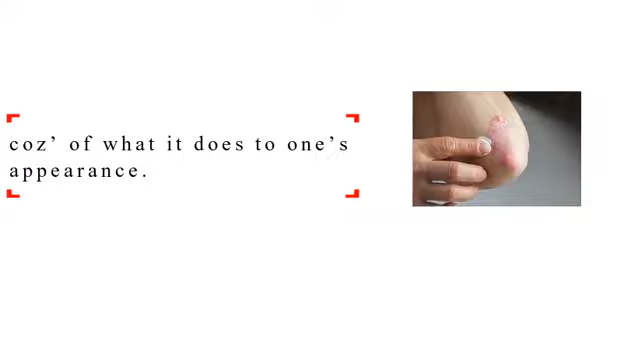 coz’ of what it does to one’s
appearance.